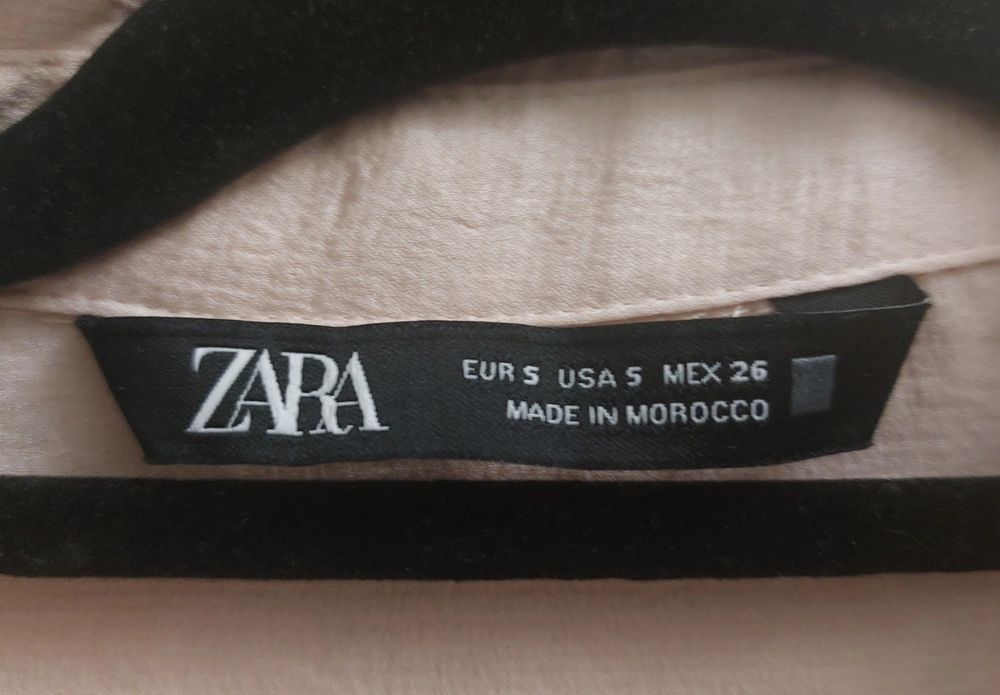 ZARA
EUR S USA S MEX 26
MADE IN MOROCCO